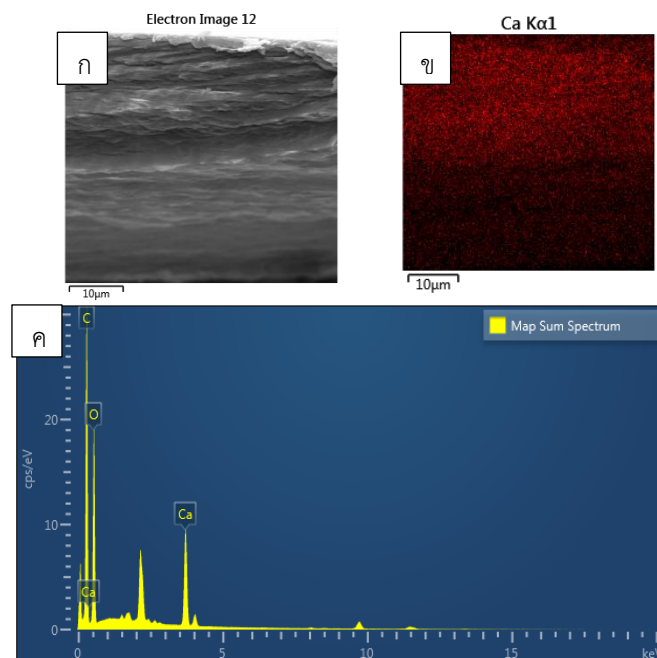 Electron Image 12
Ca Kα1
ก
ข
10µm
10µm
ค
Map Sum Spectrum
C
O
Ca
Ca
cps/eV
20
10
0
0
5
10
15
keV